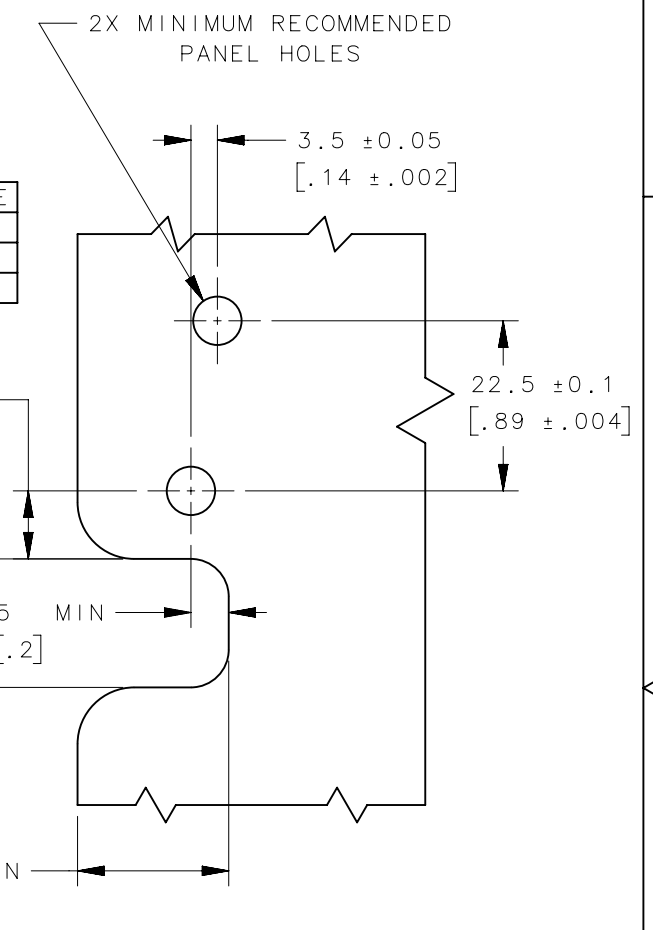 2X MINIMUM RECOMMENDED
PANEL HOLES
3.5 ±0.05
[.14 ±.002]
E
22.5 ±0.1
[.89 ±.004]
5 MIN
[.2]
N